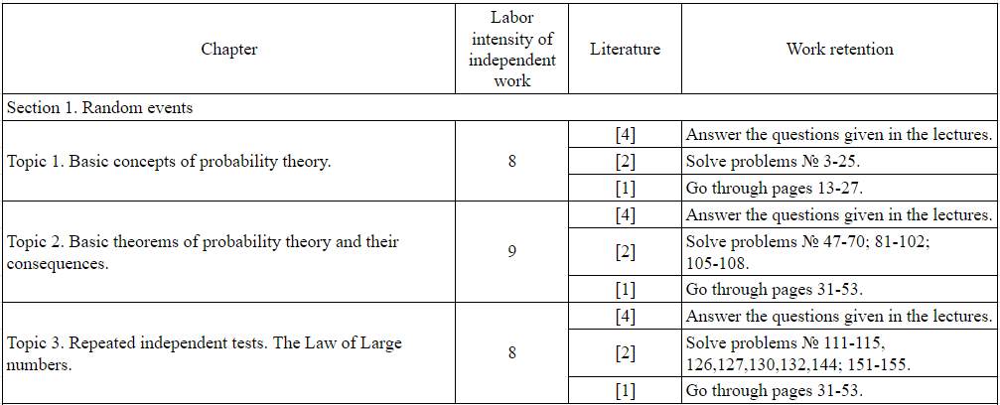 Chapter
Labor
intensity of
independent
work
Literature
Work retention
Section 1. Random events
Topic 1. Basic concepts of probability theory.
8
[4]
Answer the questions given in the lectures.
[2]
Solve problems № 3-25.
[1]
Go through pages 13-27.
Topic 2. Basic theorems of probability theory and their
consequences.
9
[4]
Answer the questions given in the lectures.
[2]
Solve problems № 47-70; 81-102;
105-108.
[1]
Go through pages 31-53.
Topic 3. Repeated independent tests. The Law of Large
numbers.
8
[4]
Answer the questions given in the lectures.
[2]
Solve problems № 111-115,
126,127,130,132,144; 151-155.
[1]
Go through pages 31-53.